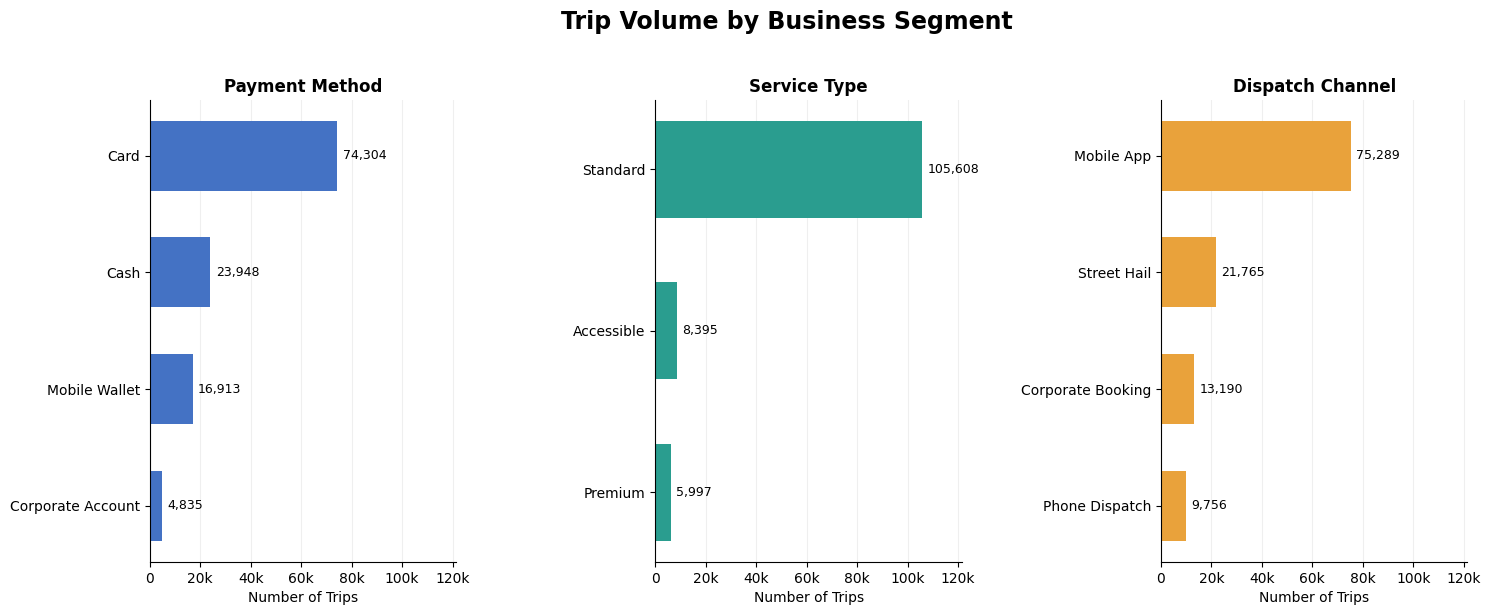 Trip Volume by Business Segment
Payment Method
Card
74,304
Cash
23,948
Mobile Wallet
16,913
Corporate Account
4,835
0 20k 40k 60k 80k 100k 120k
Number of Trips
Service Type
Standard
105,608
Accessible
8,395
Premium
5,997
0 20k 40k 60k 80k 100k 120k
Number of Trips
Dispatch Channel
Mobile App
75,289
Street Hail
21,765
Corporate Booking
13,190
Phone Dispatch
9,756
0 20k 40k 60k 80k 100k 120k
Number of Trips